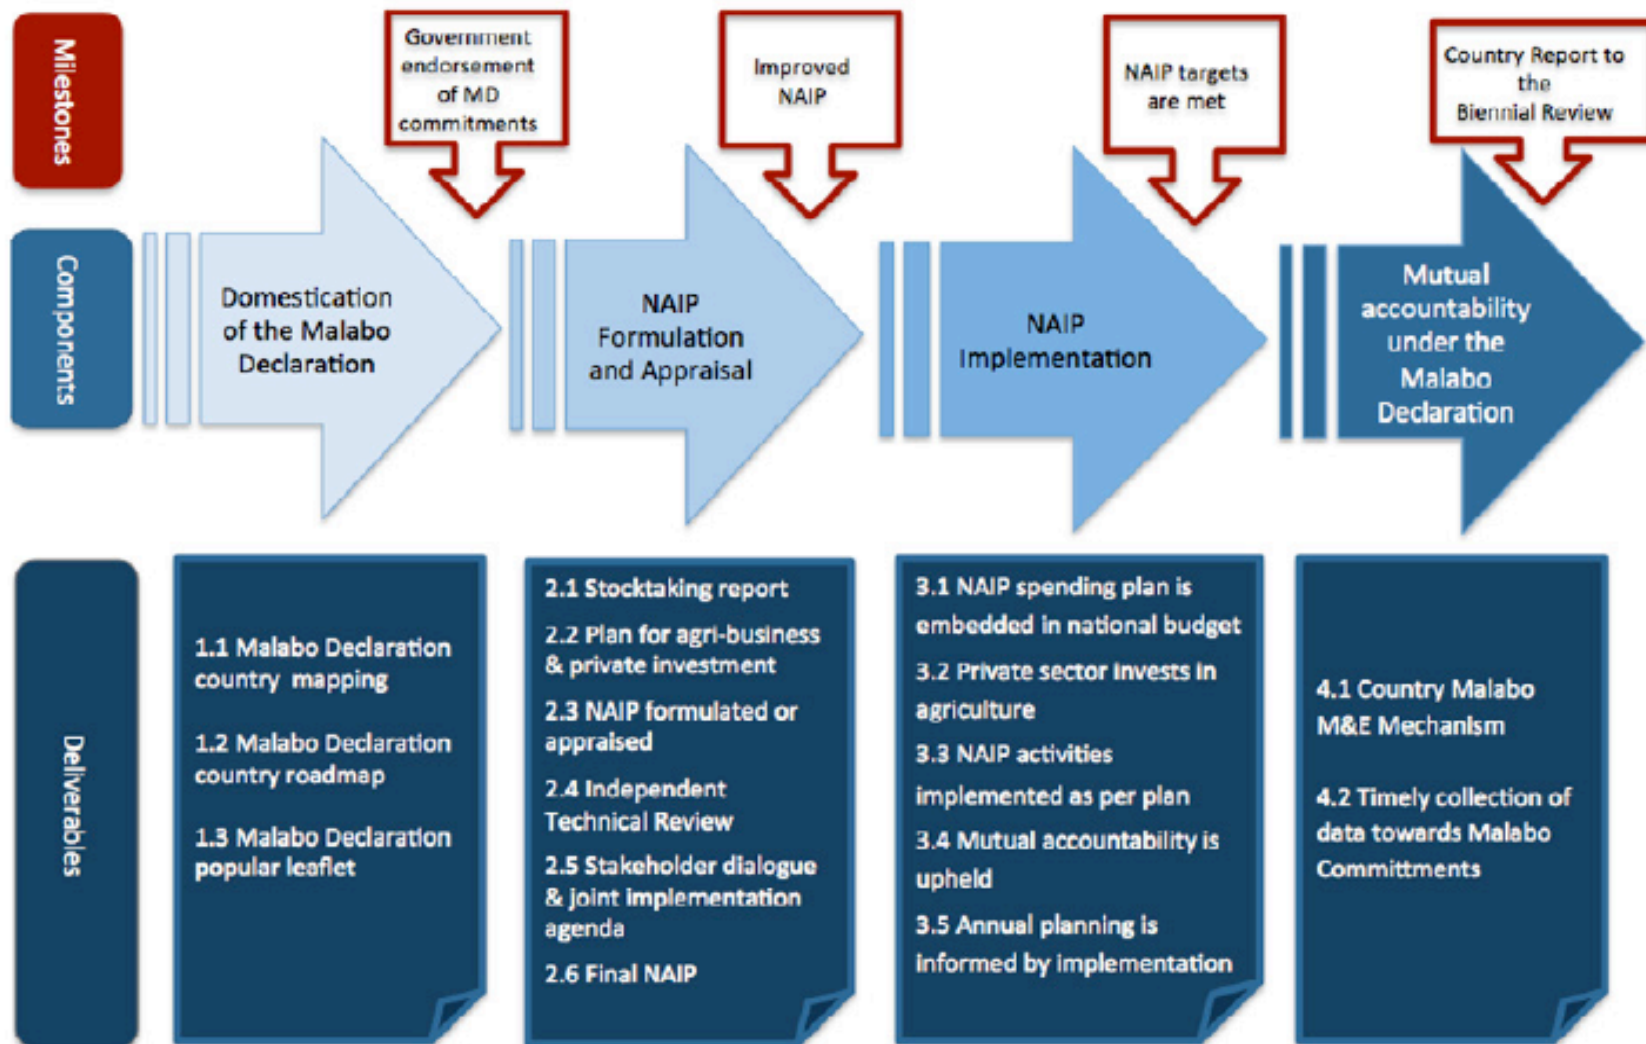 Milestones
Government
endorsement
of MD
commitments
Improved
NAIP
NAIP targets
are met
Country Report to
the
Biennial Review
Components
Domestication
of the Malabo
Declaration
NAIP
Formulation
and Appraisal
NAIP
Implementation
Mutual
accountability
under the
Malabo
Declaration
Deliverables
1.1 Malabo Declaration
country mapping
1.2 Malabo Declaration
country roadmap
1.3 Malabo Declaration
popular leaflet
2.1 Stocktaking report
2.2 Plan for agri-business
& private investment
2.3 NAIP formulated or
appraised
2.4 Independent
Technical Review
2.5 Stakeholder dialogue
& joint implementation
agenda
2.6 Final NAIP
3.1 NAIP spending plan is
embedded in national budget
3.2 Private sector invests in
agriculture
3.3 NAIP activities
implemented as per plan
3.4 Mutual accountability is
upheld
3.5 Annual planning is
informed by implementation
4.1 Country Malabo
M&E Mechanism
4.2 Timely collection of
data towards Malabo
Committments